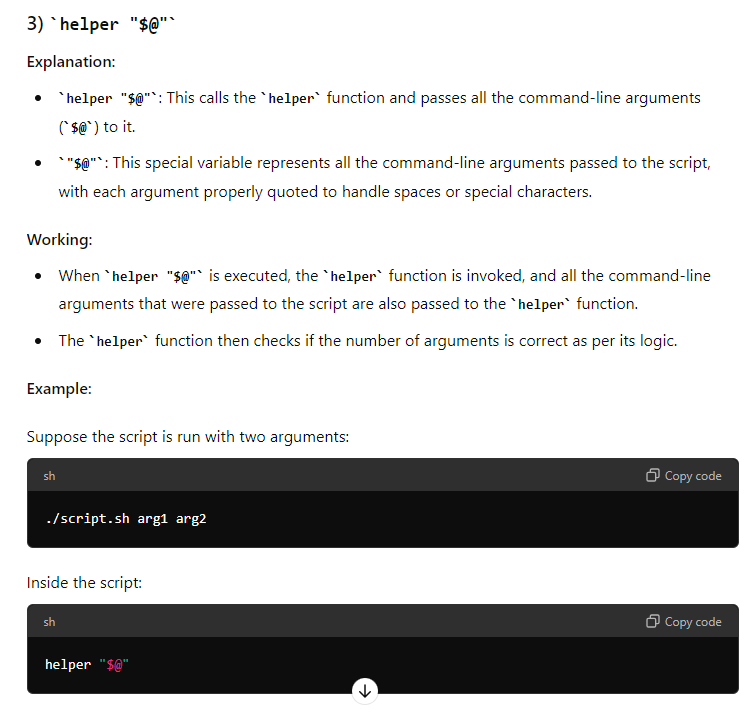 3) `helper "$@"`
Explanation:
• `helper "$@"`: This calls the `helper` function and passes all the command-line arguments
(`$@`) to it.
• `"$@"`: This special variable represents all the command-line arguments passed to the script,
with each argument properly quoted to handle spaces or special characters.
Working:
• When `helper "$@"` is executed, the `helper` function is invoked, and all the command-line
arguments that were passed to the script are also passed to the `helper` function.
• The `helper` function then checks if the number of arguments is correct as per its logic.
Example:
Suppose the script is run with two arguments:
sh Copy code
./script.sh arg1 arg2
Inside the script:
sh Copy code
helper "$@"